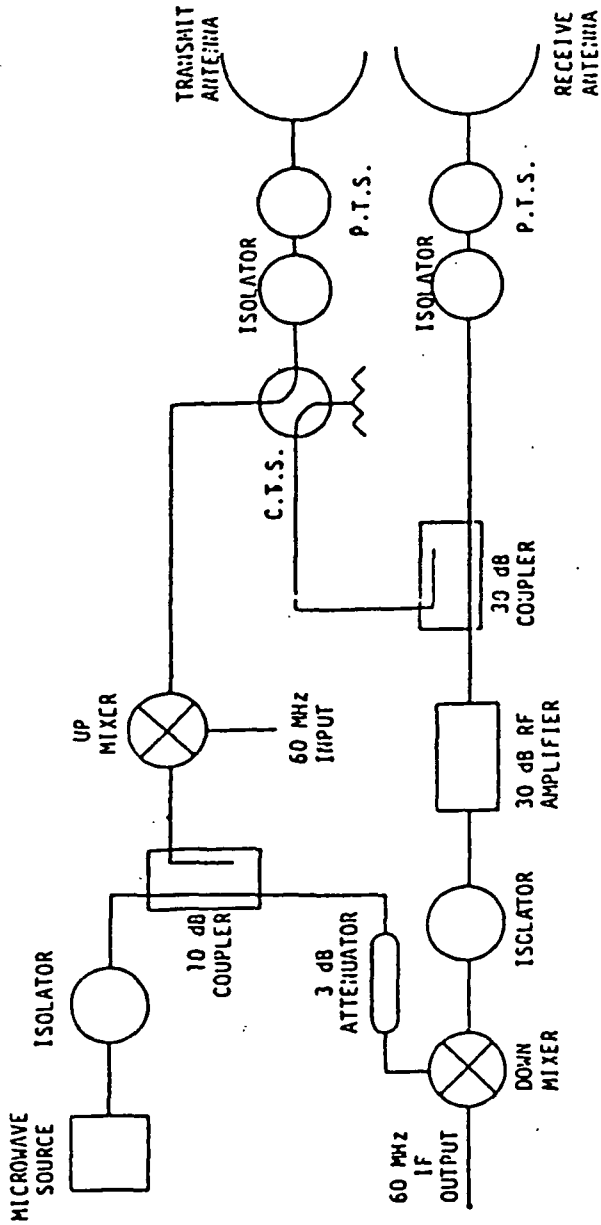 MICROWAVE
SOURCE
ISOLATOR
10 dB
COUPLER
UP
MIXER
60 MHz
INPUT
C.T.S.
ISOLATOR
P.T.S.
TRANSMIT
ANTENNA
3 dB
ATTENUATOR
60 MHz
IF
OUTPUT
DOWN
MIXER
ISOLATOR
30 dB RF
AMPLIFIER
30 dB
COUPLER
ISOLATOR
P.T.S.
RECEIVE
ANTENNA